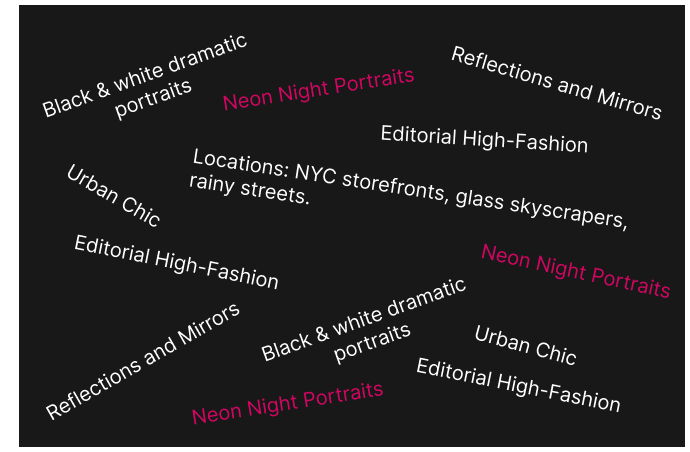 Black & white dramatic
portraits
Neon Night Portraits
Reflections and Mirrors
Editorial High-Fashion
Locations: NYC storefronts, glass skyscrapers,
rainy streets.
Urban Chic
Editorial High-Fashion
Neon Night Portraits
Reflections and Mirrors
Black & white dramatic
portraits
Urban Chic
Editorial High-Fashion
Neon Night Portraits